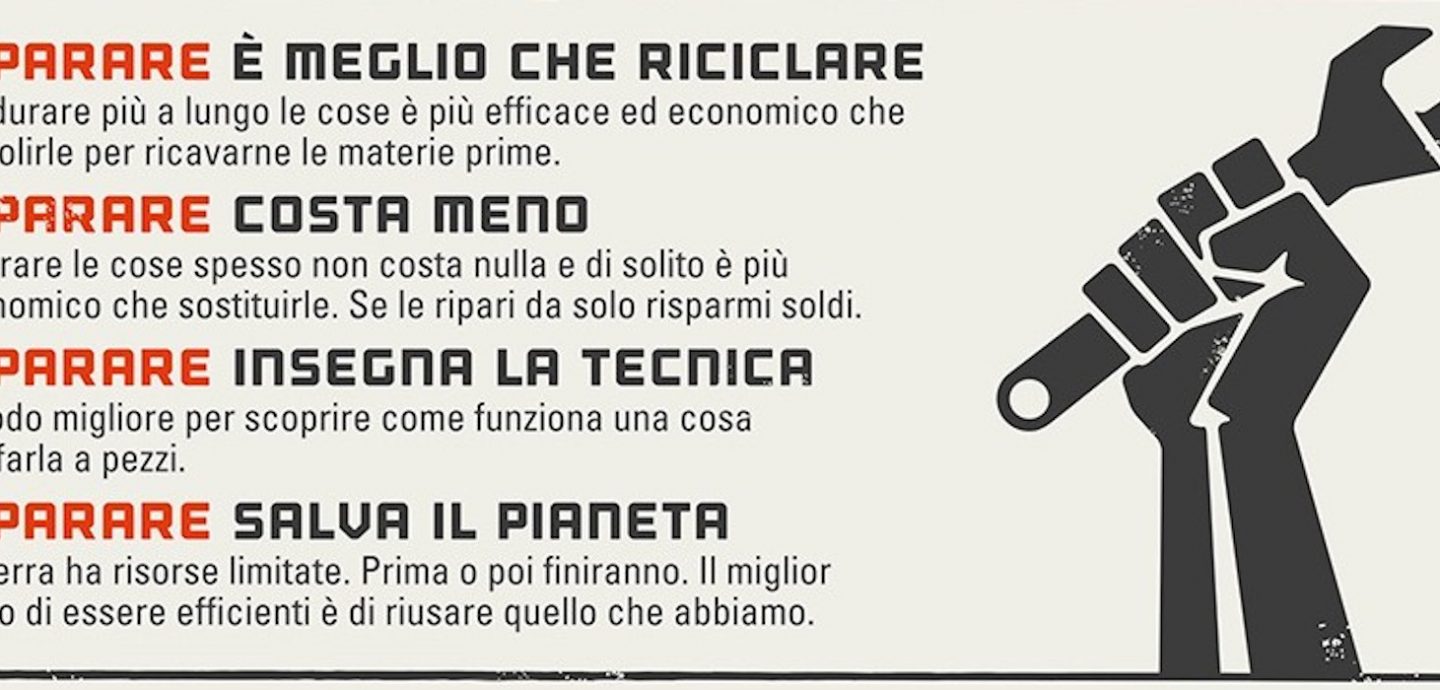 PARARE È MEGLIO CHE RICICLARE
durare più a lungo le cose è più efficace ed economico che
olirle per ricavarne le materie prime.
PARARE COSTA MENO
rare le cose spesso non costa nulla e di solito è più
nomico che sostituirle. Se le ripari da solo risparmi soldi.
PARARE INSEGNA LA TECNICA
odo migliore per scoprire come funziona una cosa
farla a pezzi.
PARARE SALVA IL PIANETA
erra ha risorse limitate. Prima o poi finiranno. Il miglior
o di essere efficienti è di riusare quello che abbiamo.